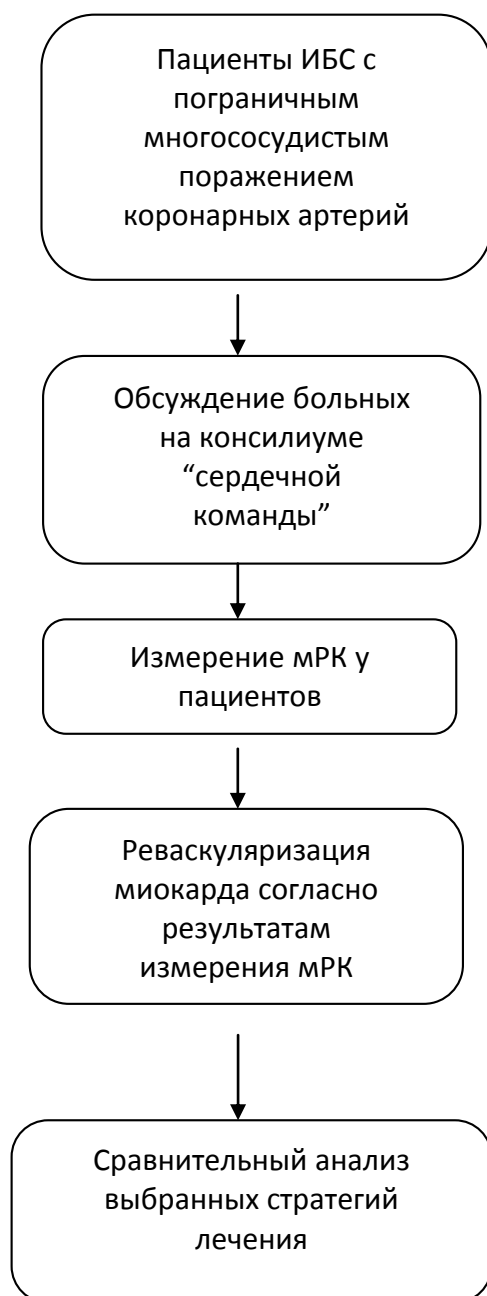 Пациенты ИБС с
пограничным
многососудистым
поражением
коронарных артерий
Обсуждение больных
на консилиуме
“сердечной
команды”
Измерение мРК у
пациентов
Реваскуляризация
миокарда согласно
результатам
измерения мРК
Сравнительный анализ
выбранных стратегий
лечения